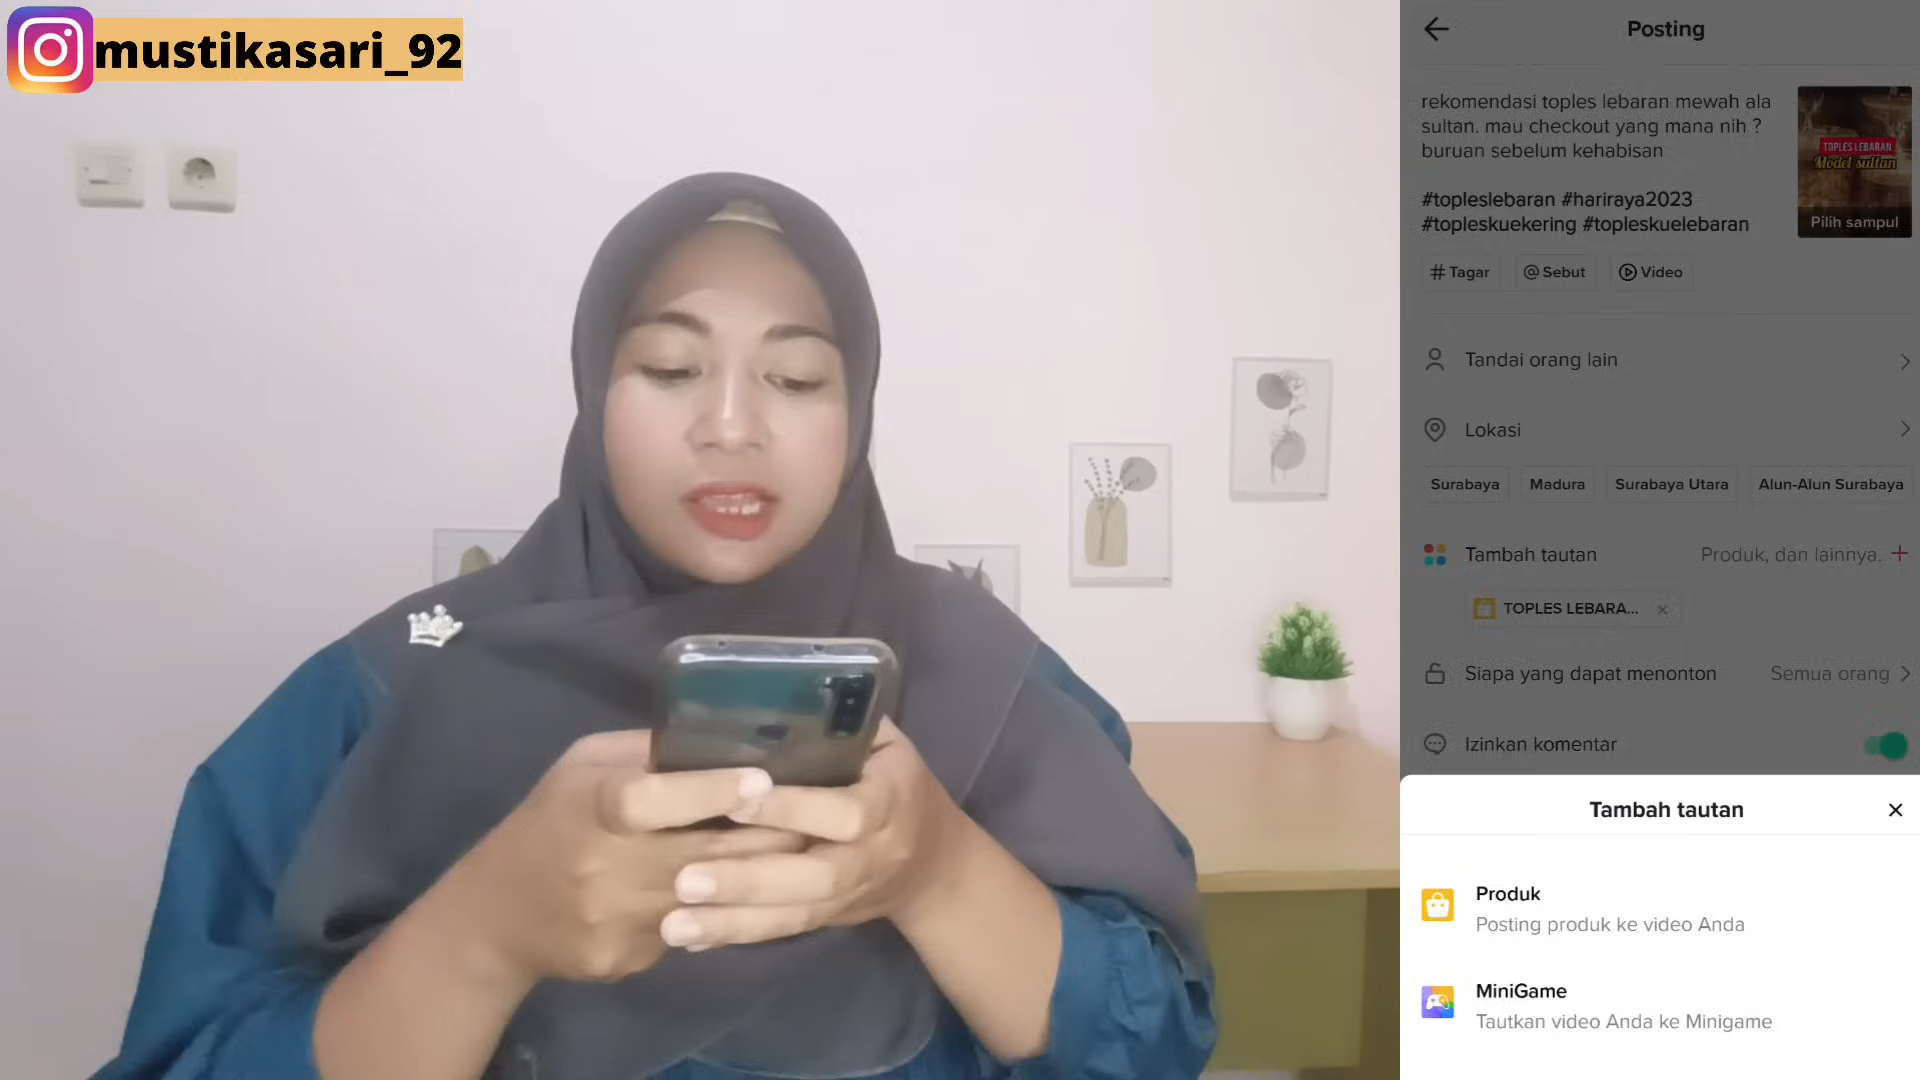 mustikasari_92
Posting
rekomendasi toples lebaran mewah ala
sultan. mau checkout yang mana nih ?
buruan sebelum kehabisan
#topleslebaran #hariraya2023
#topleskuekering #topleskuelebaran
TOPLES LEBARAN
Model sultan
Pilih sampul
# Tagar
@ Sebut
Video
Tandai orang lain
Lokasi
Surabaya
Madura
Surabaya Utara
Alun-Alun Surabaya
Tambah tautan
Produk, dan lainnya.
TOPLES LEBARA...
Siapa yang dapat menonton
Semua orang
Izinkan komentar
Tambah tautan
Produk
Posting produk ke video Anda
MiniGame
Tautkan video Anda ke Minigame